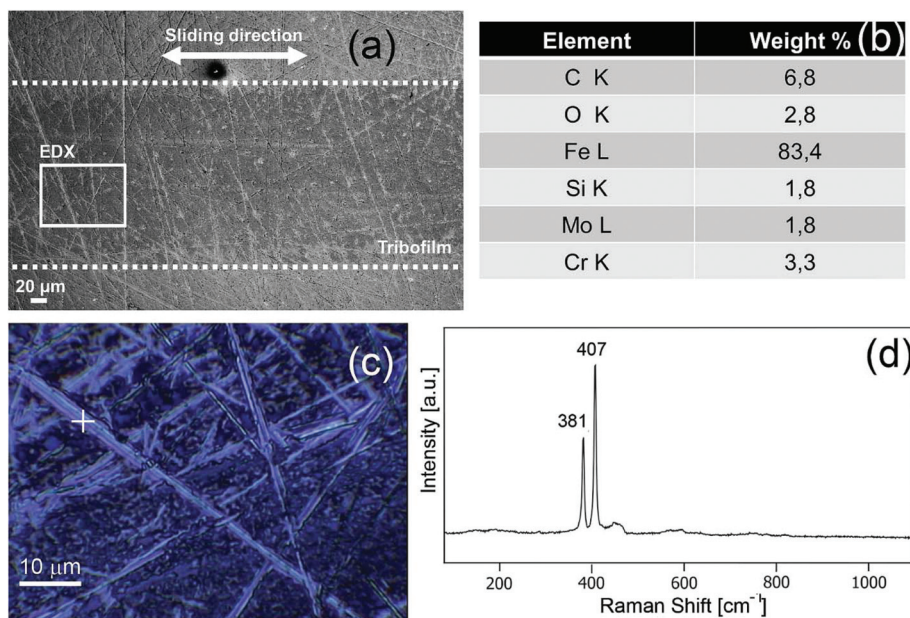 Sliding direction
(a)
EDX
Tribofilm
20 µm
(b)
Element Weight %
C K 6,8
O K 2,8
Fe L 83,4
Si K 1,8
Mo L 1,8
Cr K 3,3
(c)
10 µm
(d)
407
381
Intensity [a.u.]
200 400 600 800 1000
Raman Shift [cm⁻¹]